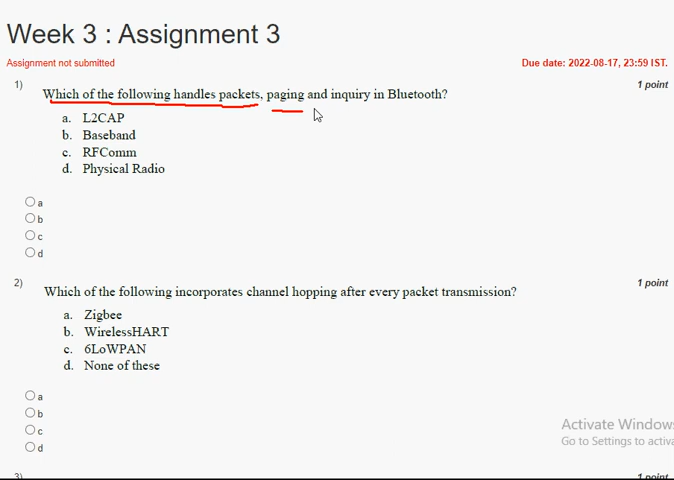 Week 3 : Assignment 3
Assignment not submitted
Due date: 2022-08-17, 23:59 IST.
1)
1 point
Which of the following handles packets, paging and inquiry in Bluetooth?
a. L2CAP
b. Baseband
c. RFComm
d. Physical Radio
a
b
c
d
2)
1 point
Which of the following incorporates channel hopping after every packet transmission?
a. Zigbee
b. WirelessHART
c. 6LoWPAN
d. None of these
a
b
c
d
Activate Window
Go to Settings to activa
3)
1 point